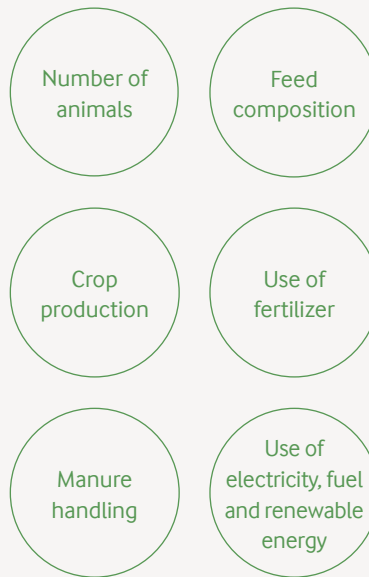 Number of
animals
Feed
composition
Crop
production
Use of
fertilizer
Manure
handling
Use of
electricity, fuel
and renewable
energy